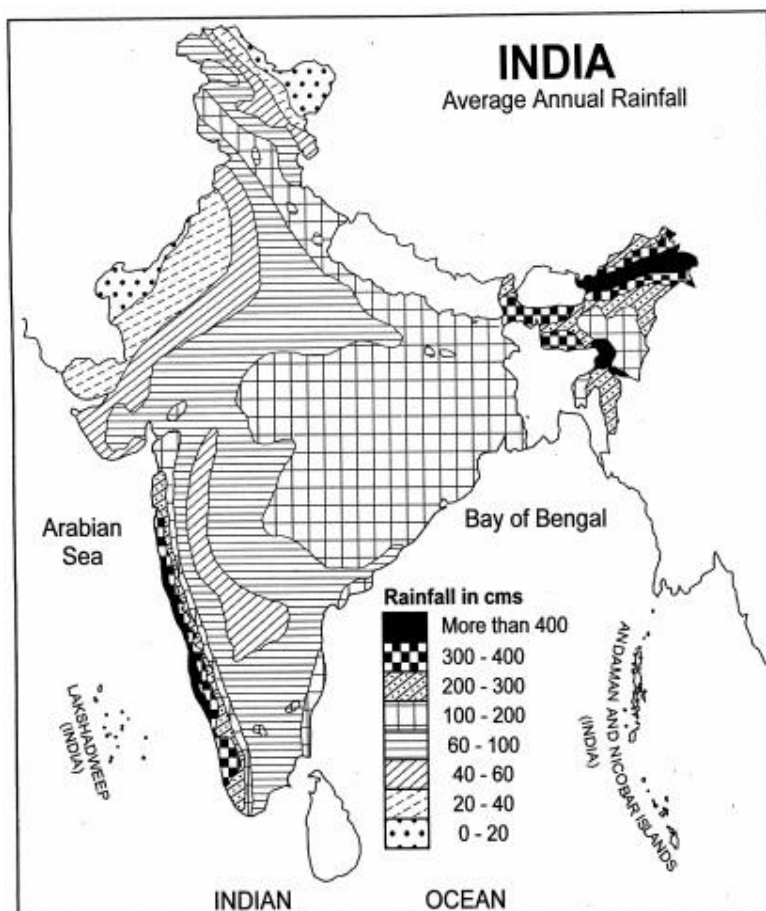 INDIA
Average Annual Rainfall
Arabian
Sea
Bay of Bengal
Rainfall in cms
More than 400
300 - 400
200 - 300
100 - 200
60 - 100
40 - 60
20 - 40
0 - 20
LAKSHADWEEP
(INDIA)
ANDAMAN AND NICOBAR ISLANDS
(INDIA)
INDIAN OCEAN